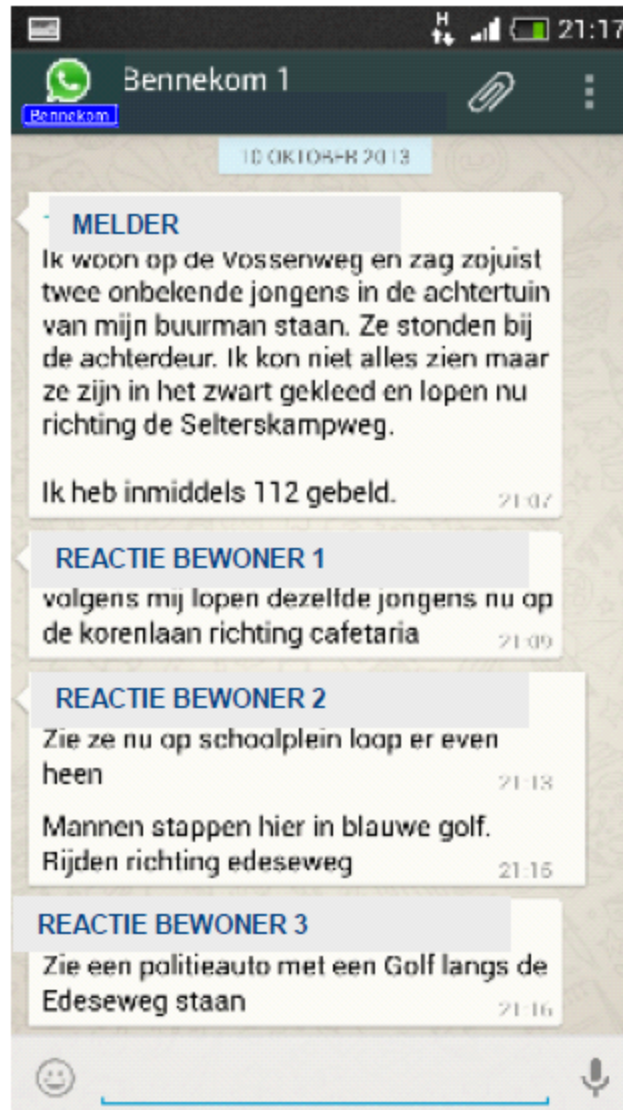 H 21:17
Bennekom 1
Bennekom
10 OKTOBER 2013
MELDER
Ik woon op de Vossenweg en zag zojuist
twee onbekende jongens in de achtertuin
van mijn buurman staan. Ze stonden bij
de achterdeur. Ik kon niet alles zien maar
ze zijn in het zwart gekleed en lopen nu
richting de Selterskampweg.
Ik heb inmiddels 112 gebeld.
21:07
REACTIE BEWONER 1
volgens mij lopen dezelfde jongens nu op
de korenlaan richting cafetaria
21:09
REACTIE BEWONER 2
Zie ze nu op schoolplein loop er even
heen
21:13
Mannen stappen hier in blauwe golf.
Rijden richting edeseweg
21:15
REACTIE BEWONER 3
Zie een politieauto met een Golf langs de
Edeseweg staan
21:16